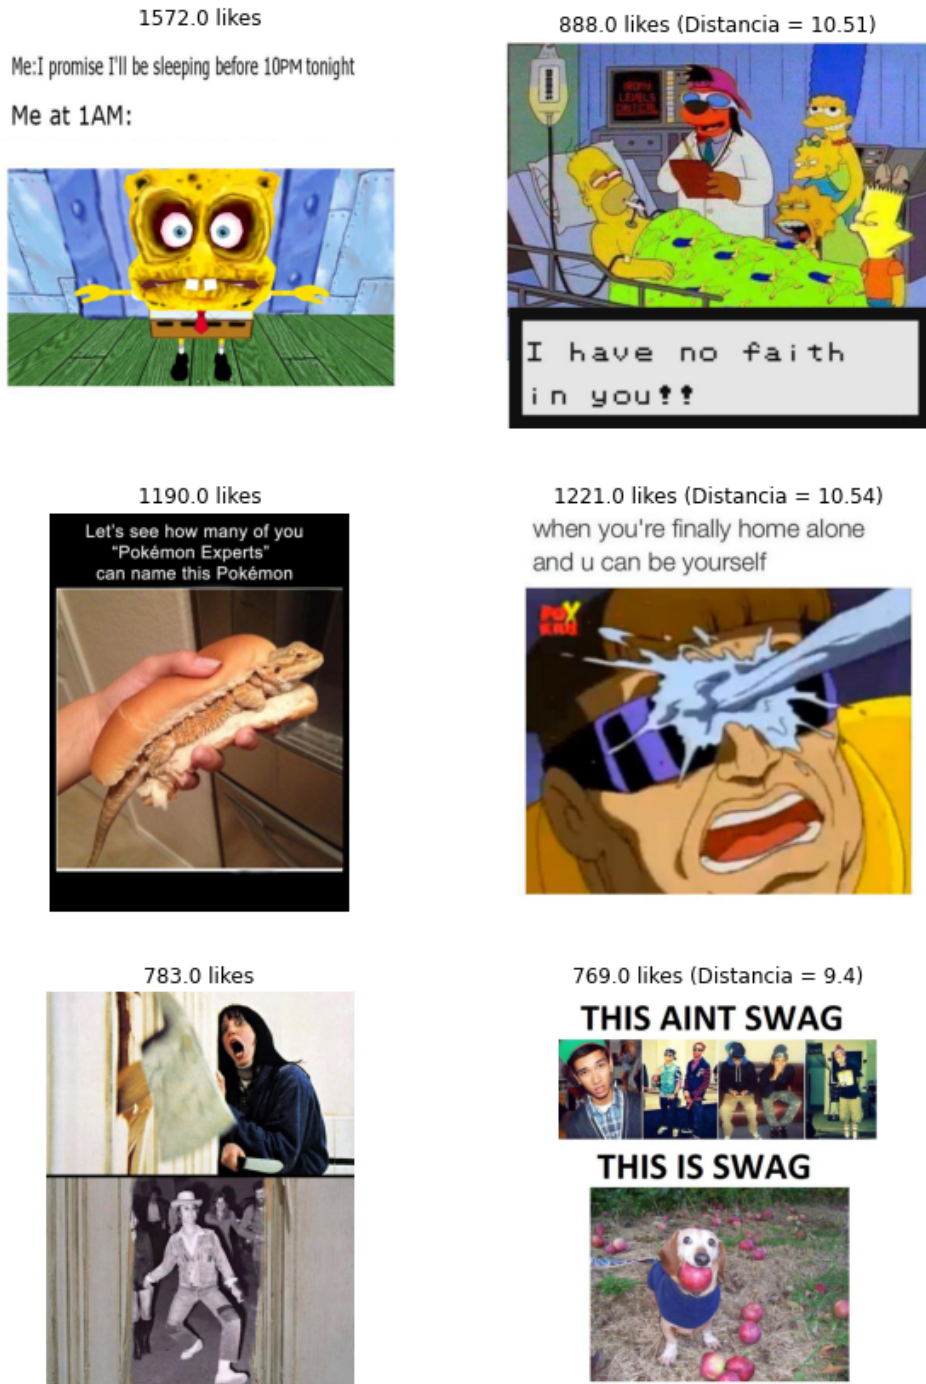 1572.0 likes
Me:I promise I'll be sleeping before 10PM tonight
Me at 1AM:
888.0 likes (Distancia = 10.51)
LEVELS
I have no faith
in you!!
1190.0 likes
Let's see how many of you
"Pokémon Experts"
can name this Pokémon
1221.0 likes (Distancia = 10.54)
when you're finally home alone
and u can be yourself
FOX
KIDS
783.0 likes
769.0 likes (Distancia = 9.4)
THIS AINT SWAG
THIS IS SWAG